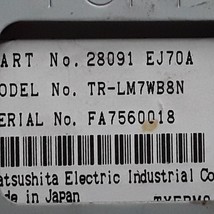 ART No. 28091 EJ70A
ODEL No. TR-LM7WB8N
ERIAL No. FA7560018
atsushita Electric Industrial Co
de in Japan